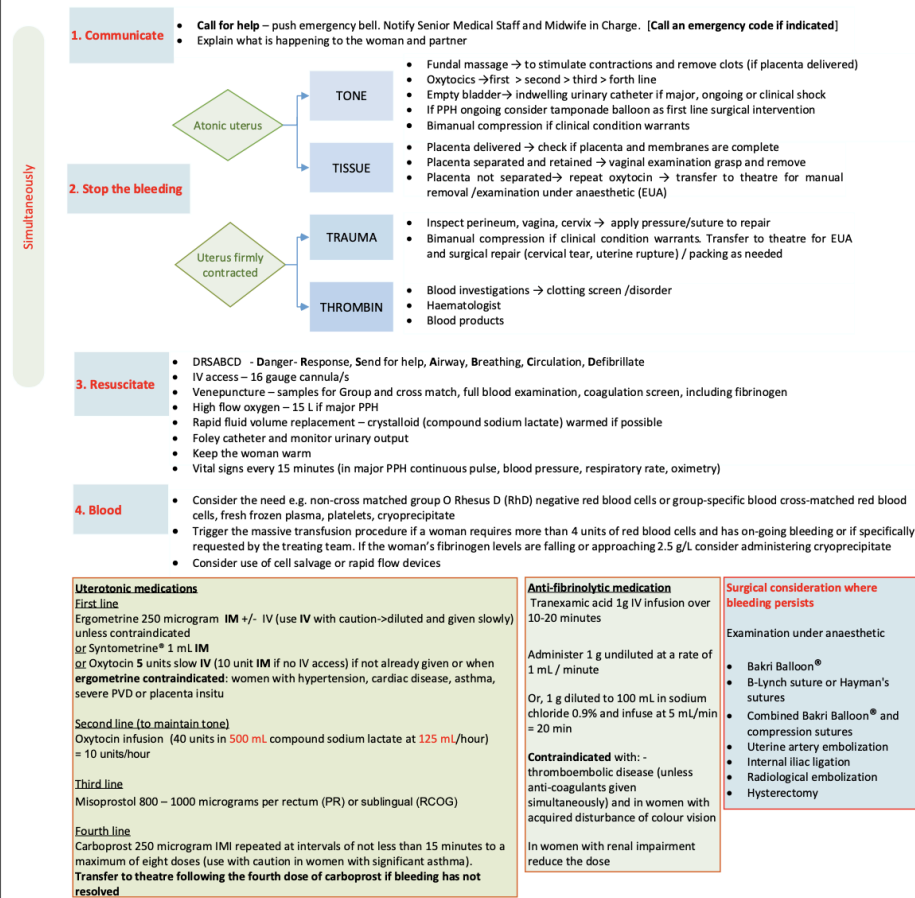 1. Communicate
• Call for help – push emergency bell. Notify Senior Medical Staff and Midwife in Charge. [Call an emergency code if indicated]
• Explain what is happening to the woman and partner
Simultaneously
2. Stop the bleeding
Atonic uterus
TONE
• Fundal massage → to stimulate contractions and remove clots (if placenta delivered)
• Oxytocics →first > second > third > forth line
• Empty bladder→ indwelling urinary catheter if major, ongoing or clinical shock
• If PPH ongoing consider tamponade balloon as first line surgical intervention
• Bimanual compression if clinical condition warrants
TISSUE
• Placenta delivered → check if placenta and membranes are complete
• Placenta separated and retained → vaginal examination grasp and remove
• Placenta not separated→ repeat oxytocin → transfer to theatre for manual
removal /examination under anaesthetic (EUA)
Uterus firmly
contracted
TRAUMA
• Inspect perineum, vagina, cervix → apply pressure/suture to repair
• Bimanual compression if clinical condition warrants. Transfer to theatre for EUA
and surgical repair (cervical tear, uterine rupture) / packing as needed
THROMBIN
• Blood investigations → clotting screen /disorder
• Haematologist
• Blood products
3. Resuscitate
• DRSABCD - Danger- Response, Send for help, Airway, Breathing, Circulation, Defibrillate
• IV access – 16 gauge cannula/s
• Venepuncture – samples for Group and cross match, full blood examination, coagulation screen, including fibrinogen
• High flow oxygen – 15 L if major PPH
• Rapid fluid volume replacement – crystalloid (compound sodium lactate) warmed if possible
• Foley catheter and monitor urinary output
• Keep the woman warm
• Vital signs every 15 minutes (in major PPH continuous pulse, blood pressure, respiratory rate, oximetry)
4. Blood
• Consider the need e.g. non-cross matched group O Rhesus D (RhD) negative red blood cells or group-specific blood cross-matched red blood
cells, fresh frozen plasma, platelets, cryoprecipitate
• Trigger the massive transfusion procedure if a woman requires more than 4 units of red blood cells and has on-going bleeding or if specifically
requested by the treating team. If the woman's fibrinogen levels are falling or approaching 2.5 g/L consider administering cryoprecipitate
• Consider use of cell salvage or rapid flow devices
Uterotonic medications
First line
Ergometrine 250 microgram IM +/- IV (use IV with caution->diluted and given slowly)
unless contraindicated
or Syntometrine® 1 mL IM
or Oxytocin 5 units slow IV (10 unit IM if no IV access) if not already given or when
ergometrine contraindicated: women with hypertension, cardiac disease, asthma,
severe PVD or placenta insitu
Second line (to maintain tone)
Oxytocin infusion (40 units in 500 mL compound sodium lactate at 125 mL/hour)
= 10 units/hour
Third line
Misoprostol 800 – 1000 micrograms per rectum (PR) or sublingual (RCOG)
Fourth line
Carboprost 250 microgram IMI repeated at intervals of not less than 15 minutes to a
maximum of eight doses (use with caution in women with significant asthma).
Transfer to theatre following the fourth dose of carboprost if bleeding has not
resolved
Anti-fibrinolytic medication
Tranexamic acid 1g IV infusion over
10-20 minutes
Administer 1 g undiluted at a rate of
1 mL / minute
Or, 1 g diluted to 100 mL in sodium
chloride 0.9% and infuse at 5 mL/min
= 20 min
Contraindicated with: -
thromboembolic disease (unless
anti-coagulants given
simultaneously) and in women with
acquired disturbance of colour vision
In women with renal impairment
reduce the dose
Surgical consideration where
bleeding persists
Examination under anaesthetic
• Bakri Balloon®
• B-Lynch suture or Hayman's
sutures
• Combined Bakri Balloon® and
compression sutures
• Uterine artery embolization
• Internal iliac ligation
• Radiological embolization
• Hysterectomy